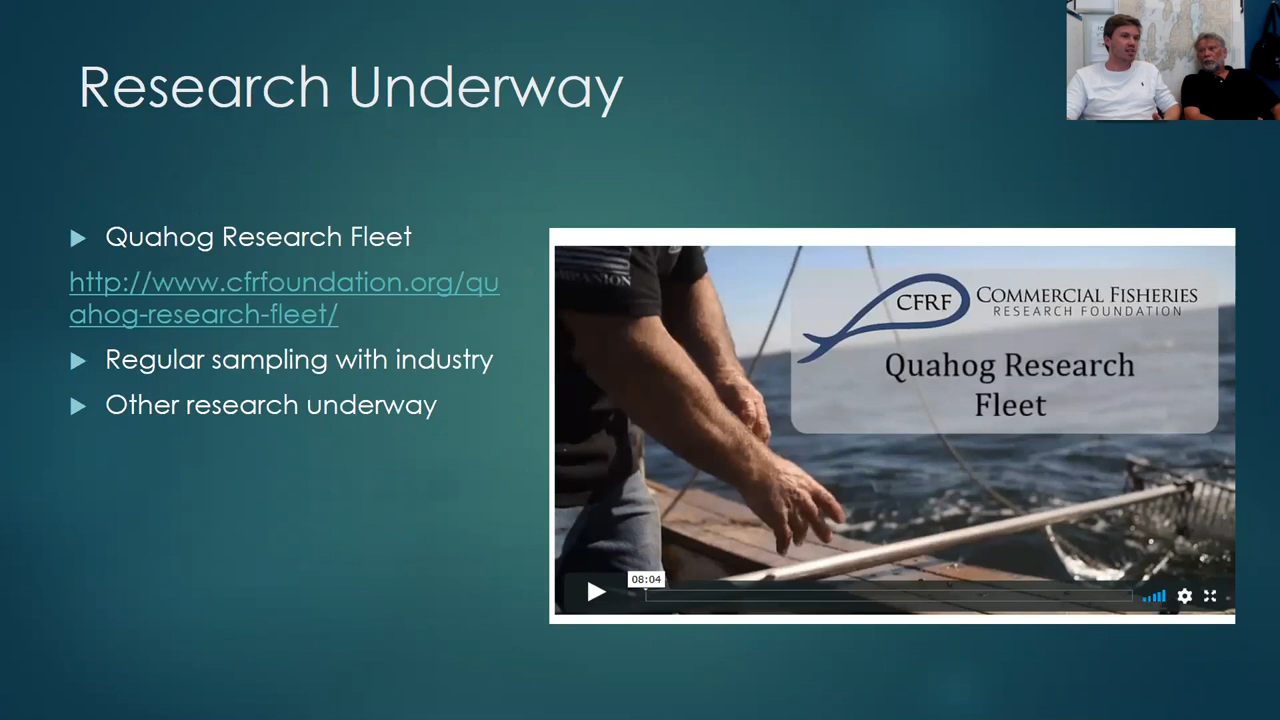 Research Underway
Quahog Research Fleet
http://www.cfrfoundation.org/qu
ahog-research-fleet/
Regular sampling with industry
Other research underway
CFRF
COMMERCIAL FISHERIES
RESEARCH FOUNDATION
Quahog Research
Fleet
08:04